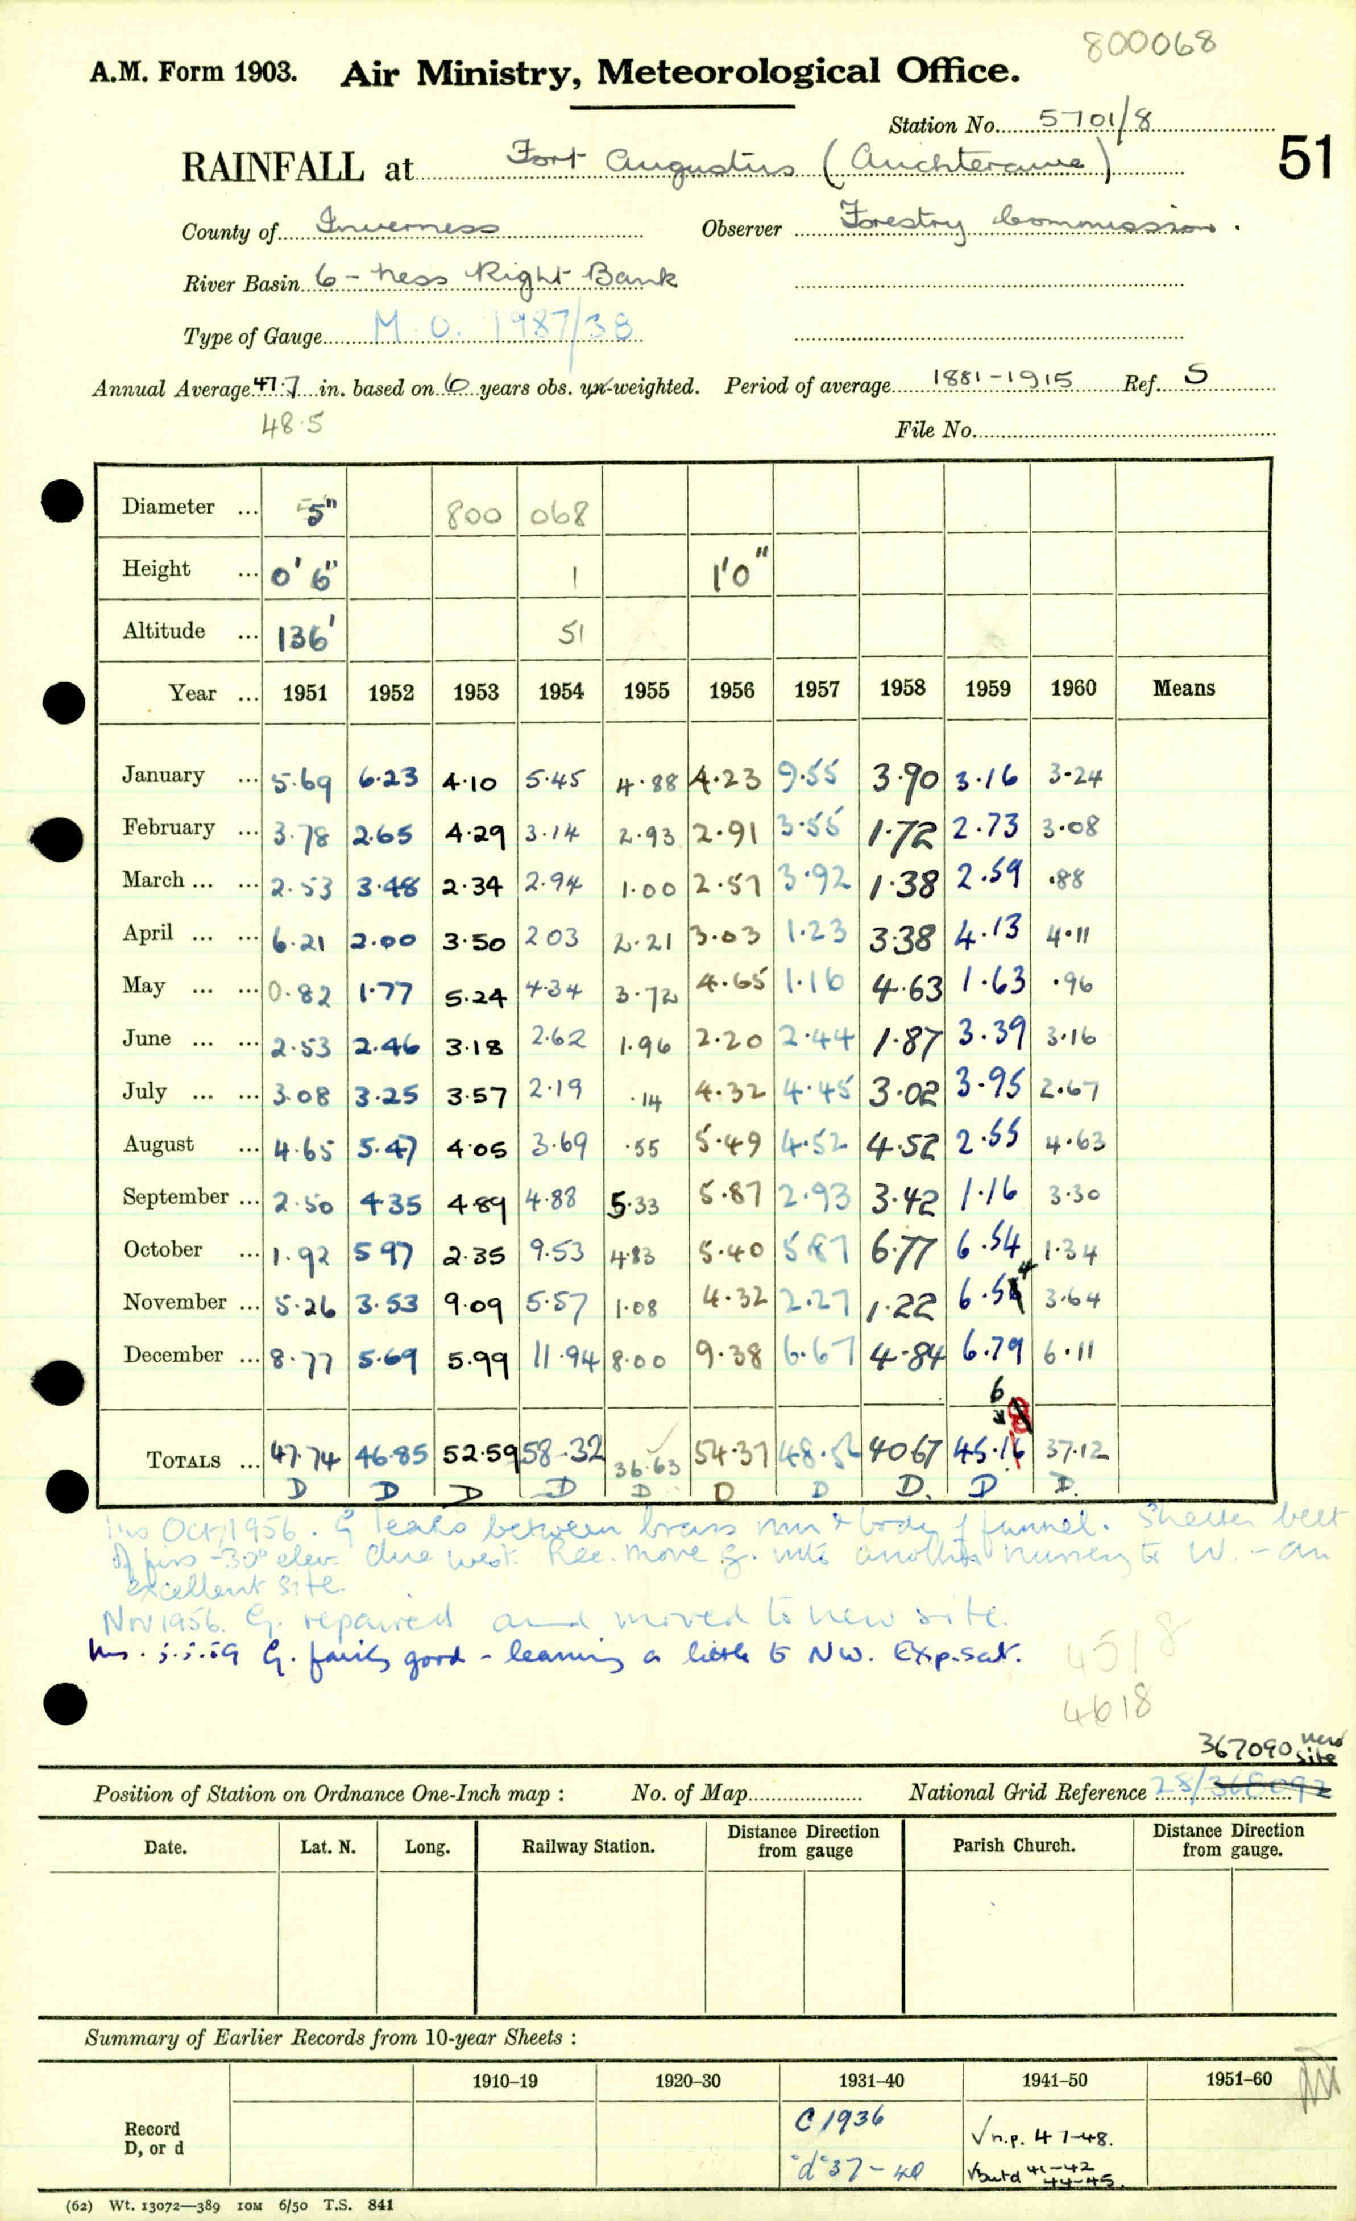 800068
A.M. Form 1903. Air Ministry, Meteorological Office.
Station No. 5701/8
51
RAINFALL at Fort Augustus (Auchterawe)
County of Inverness Observer Forestry Commission.
River Basin 6 - Ness Right Bank
Type of Gauge M.O. 1987/38
Annual Average 47.7 in. based on 6 years obs. un-weighted. Period of average 1881-1915 Ref. S
48.5
File No.
Diameter ... 5" 800 068
Height ... 0' 6" 1 1'0"
Altitude ... 136' 51
Year ... 1951 1952 1953 1954 1955 1956 1957 1958 1959 1960 Means
January ... 5.69 6.23 4.10 5.45 4.88 4.23 9.55 3.90 3.16 3.24
February ... 3.78 2.65 4.29 3.14 2.93 2.91 3.55 1.72 2.73 3.08
March ... ... 2.53 3.48 2.34 2.94 1.00 2.57 3.92 1.38 2.59 .88
April ... ... 6.21 2.00 3.50 2 03 2.21 3.03 1.23 3.38 4.13 4.11
May ... ... 0.82 1.77 5.24 4.34 3.72 4.65 1.16 4.63 1.63 .96
June ... ... 2.53 2.46 3.18 2.62 1.96 2.20 2.44 1.87 3.39 3.16
July ... ... 3.08 3.25 3.57 2.19 .14 4.32 4.45 3.02 3.95 2.67
August ... 4.65 5.47 4.05 3.69 .55 5.49 4.52 4.52 2.55 4.63
September ... 2.50 4.35 4.89 4.88 5.33 5.87 2.93 3.42 1.16 3.30
October ... 1.92 5 97 2.35 9.53 4.83 5.40 5.87 6.77 6.54 1.34
November ... 5.26 3.53 9.09 5.57 1.08 4.32 2.27 1.22 6.54 3.64
December ... 8.77 5.69 5.99 11.94 8.00 9.38 6.67 4.84 6.79 6.11
6
TOTALS ... 47.74 46.85 52.59 58.32 36.63 54.37 48.56 40.67 45.16 37.12
D D D D D D D D. D D.
Ins Oct/1956. G leaks between brass rim & body of funnel. Shelter belt
of firs -30° elev. due west. Rec. move g. into another nursery to W. - an
excellent site.
Nov 1956. G. repaired and moved to new site.
Ins. 5.5.59 G. fairly good - leaning a little to NW. Exp. sat.
4518
4618
367090 new site
Position of Station on Ordnance One-Inch map : No. of Map National Grid Reference 28/368092
Date. Lat. N. Long. Railway Station. Distance from Direction gauge Parish Church. Distance from Direction gauge.
Summary of Earlier Records from 10-year Sheets :
1910–19 1920–30 1931–40 1941–50 1951–60
Record
D, or d
C 1936 √ n.p. 47-48.
"d" 37-40 41-42
44-45.
(62) Wt. 13072—389 10M 6/50 T.S. 841